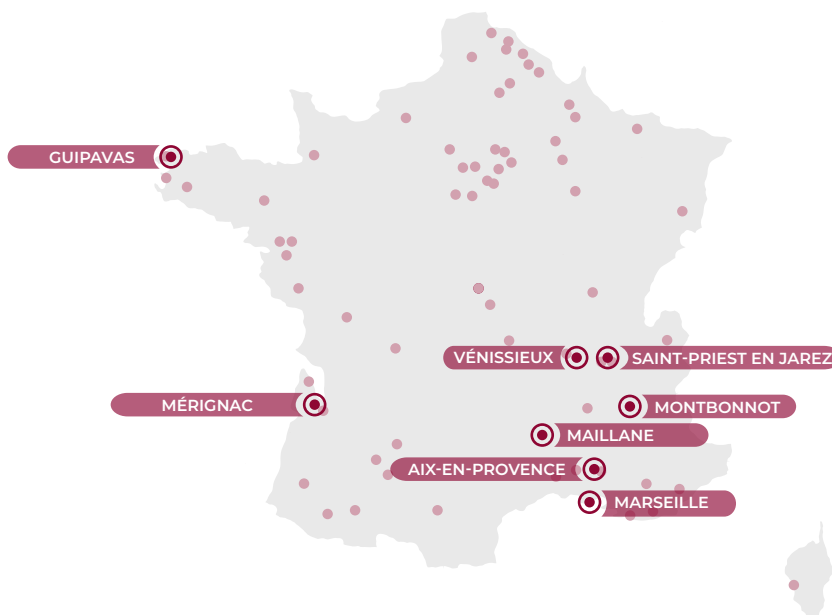 GUIPAVAS
VÉNISSIEUX
SAINT-PRIEST EN JAREZ
MÉRIGNAC
MONTBONNOT
MAILLANE
AIX-EN-PROVENCE
MARSEILLE